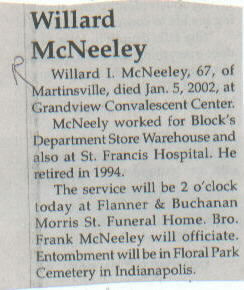 Willard
McNeeley
Willard I. McNeeley, 67, of
Martinsville, died Jan. 5, 2002, at
Grandview Convalescent Center.
McNeely worked for Block's
Department Store Warehouse and
also at St. Francis Hospital. He
retired in 1994.
The service will be 2 o'clock
today at Flanner & Buchanan
Morris St. Funeral Home. Bro.
Frank McNeeley will officiate.
Entombment will be in Floral Park
Cemetery in Indianapolis.